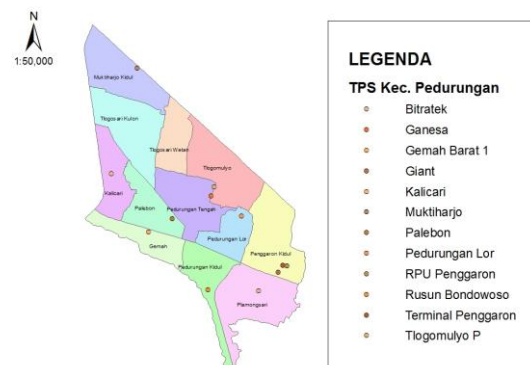 N
1:50,000
Muktiharjo Kidul
Tlogosari Kulon
Tlogosari Wetan
Tlogomulyo
Kalicari
Palebon
Pedurungan Tengah
Pedurungan Lor
Gemah
Penggaron Kidul
Pedurungan Kidul
Plamongsari
LEGENDA
TPS Kec. Pedurungan
Bitratek
Ganesa
Gemah Barat 1
Giant
Kalicari
Muktiharjo
Palebon
Pedurungan Lor
RPU Penggaron
Rusun Bondowoso
Terminal Penggaron
Tlogomulyo P